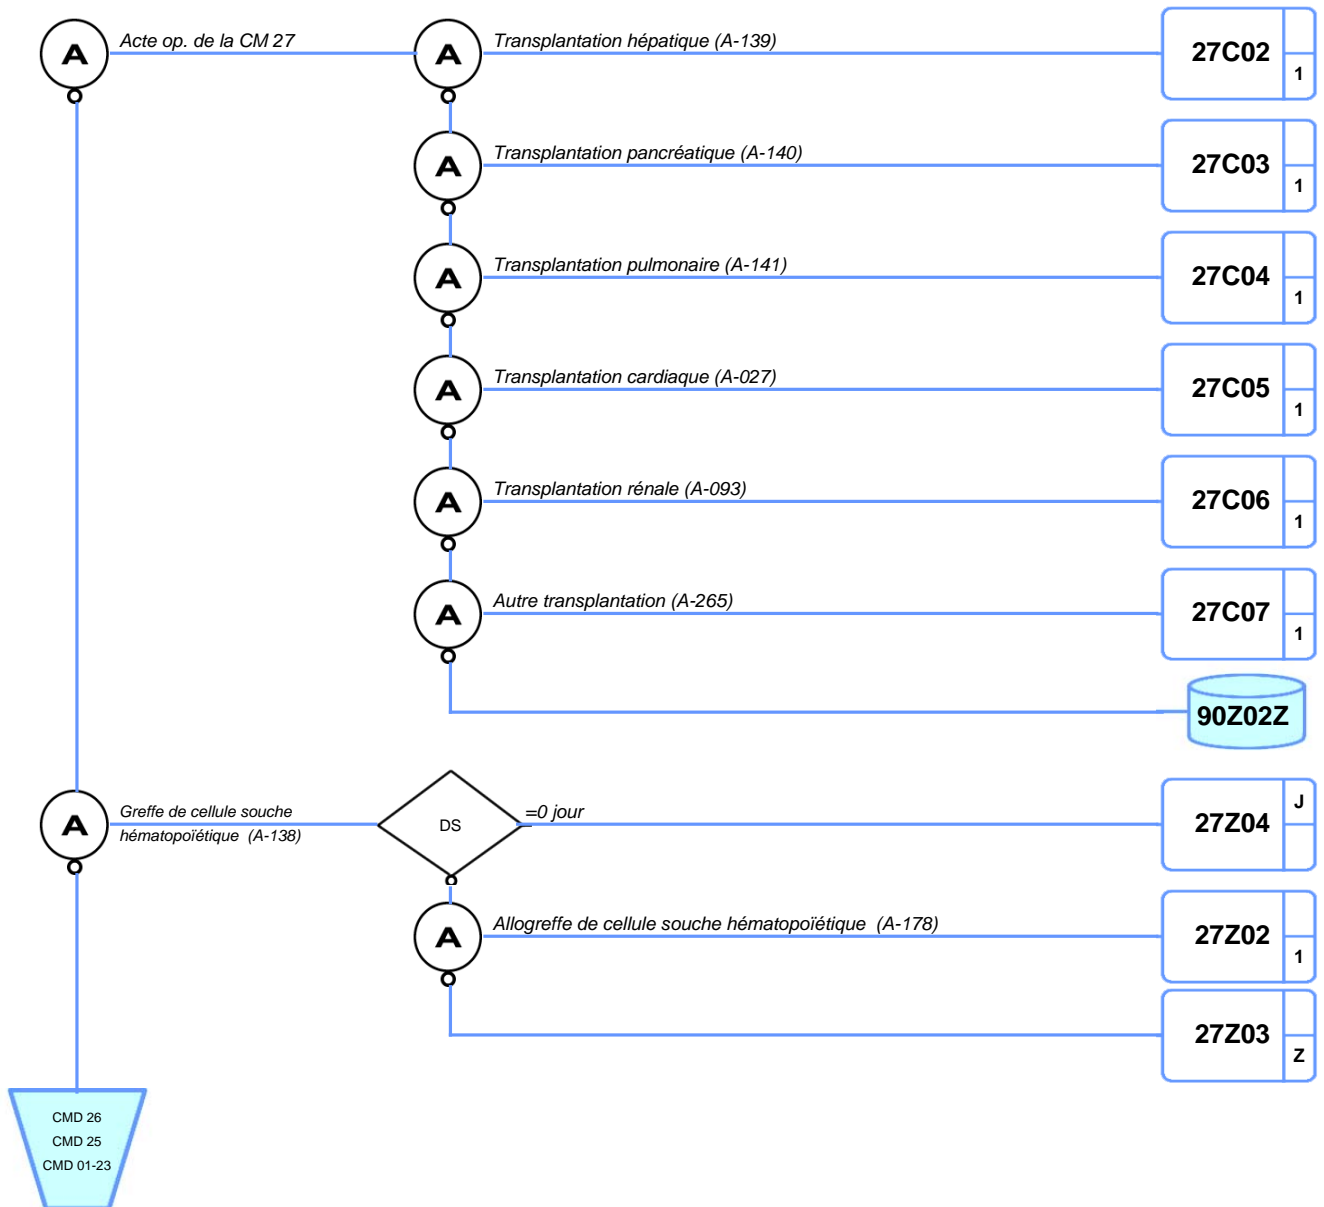 A Acte op. de la CM 27 A Transplantation hépatique (A-139) 27C02 1
A Transplantation pancréatique (A-140) 27C03 1
A Transplantation pulmonaire (A-141) 27C04 1
A Transplantation cardiaque (A-027) 27C05 1
A Transplantation rénale (A-093) 27C06 1
A Autre transplantation (A-265) 27C07 1
90Z02Z
A Greffe de cellule souche
hématopoïétique (A-138)
DS =0 jour 27Z04 J
A Allogreffe de cellule souche hématopoïétique (A-178) 27Z02 1
27Z03 Z
CMD 26
CMD 25
CMD 01-23